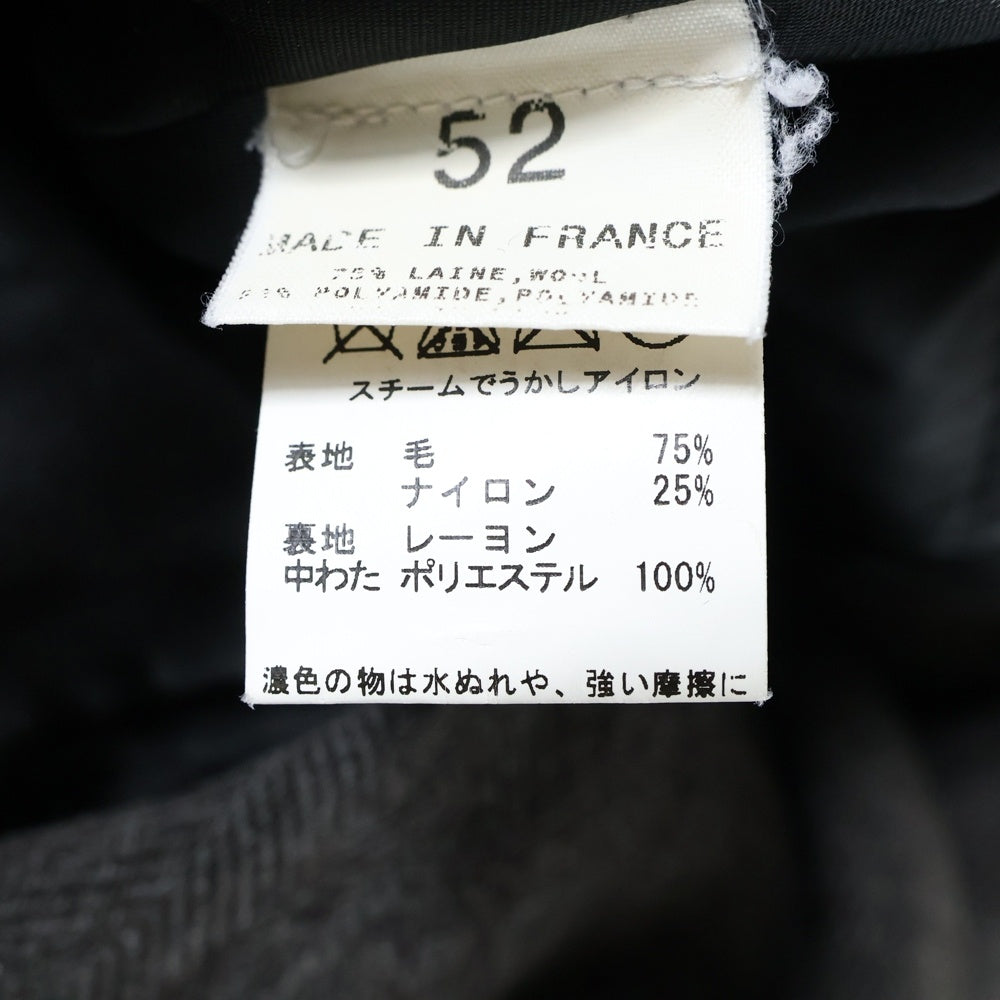 52
MADE IN FRANCE
75% LAINE,WOOL
POLYAMIDE,POLYAMIDE
スチームでうかしアイロン
表地 毛 75%
ナイロン 25%
裏地 レーヨン
中わた ポリエステル 100%
濃色の物は水ぬれや、強い摩擦に